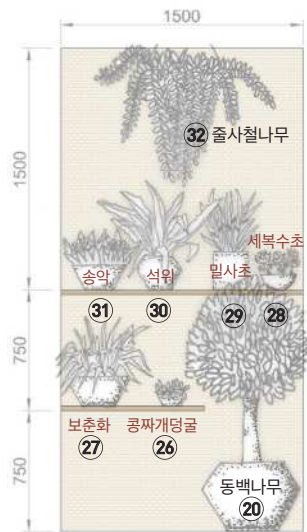 1500
1500
㉜ 줄사철나무
세복수초
송악 석위 밀사초
㉛ ㉚ ㉙ ㉘
750
보춘화 콩짜개덩굴
㉗ ㉖
750
동백나무
⑳